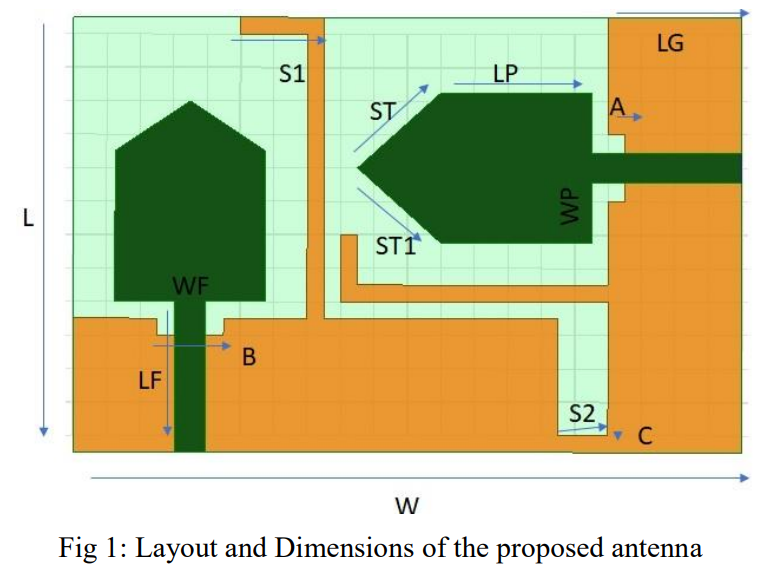 LG
S1
LP
ST
A
L
WP
ST1
WF
B
LF
S2
C
W
Fig 1: Layout and Dimensions of the proposed antenna